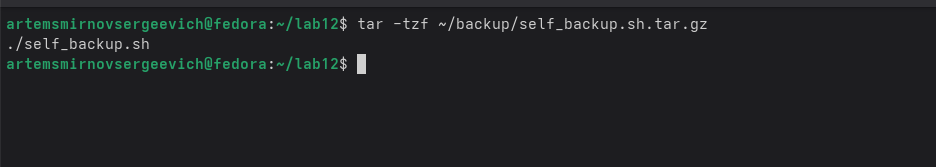 artemsmirnovsergeevich@fedora:~/lab12$ tar -tzf ~/backup/self_backup.sh.tar.gz
./self_backup.sh
artemsmirnovsergeevich@fedora:~/lab12$